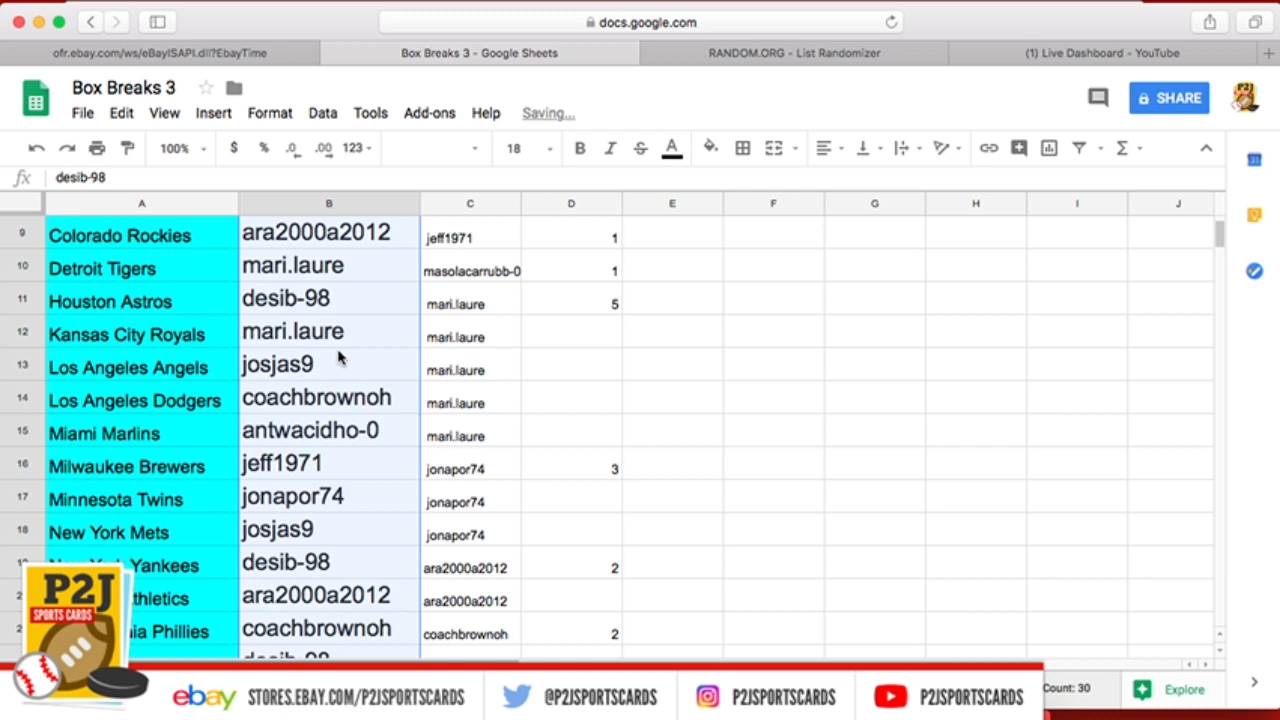 docs.google.com
ofr.ebay.com/ws/eBayISAPI.dll?EbayTime
Box Breaks 3 - Google Sheets
RANDOM.ORG - List Randomizer
(1) Live Dashboard - YouTube
Box Breaks 3
File Edit View Insert Format Data Tools Add-ons Help Saving...
SHARE
100% $ % .0 .00 123 18 B I S A
fx desib-98
A B C D E F G H I J
9 Colorado Rockies ara2000a2012 jeff1971 1
10 Detroit Tigers mari.laure masolacarrubb-0 1
11 Houston Astros desib-98 mari.laure 5
12 Kansas City Royals mari.laure mari.laure
13 Los Angeles Angels josjas9 mari.laure
14 Los Angeles Dodgers coachbrownoh mari.laure
15 Miami Marlins antwacidho-0 mari.laure
16 Milwaukee Brewers jeff1971 jonapor74 3
17 Minnesota Twins jonapor74 jonapor74
18 New York Mets josjas9 jonapor74
Yankees desib-98 ara2000a2012 2
ara2000a2012 ara2000a2012
Phillies coachbrownoh coachbrownoh 2
desib-98
P2J
SPORTS CARDS
Count: 30
Explore
ebay STORES.EBAY.COM/P2JSPORTSCARDS @P2JSPORTSCARDS P2JSPORTSCARDS P2JSPORTSCARDS